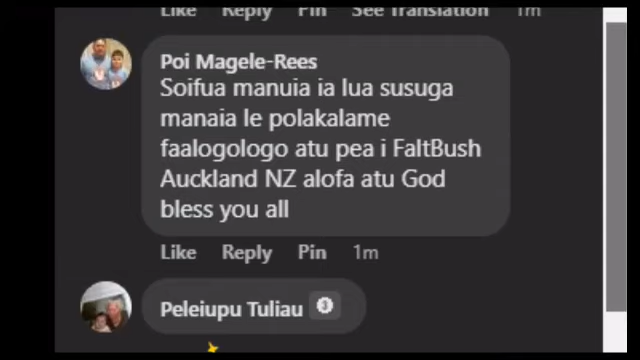 Like Reply Pin See Translation 1m
Poi Magele-Rees
Soifua manuia ia lua susuga
manaia le polakalame
faalogologo atu pea i FaltBush
Auckland NZ alofa atu God
bless you all
Like Reply Pin 1m
Peleiupu Tuliau